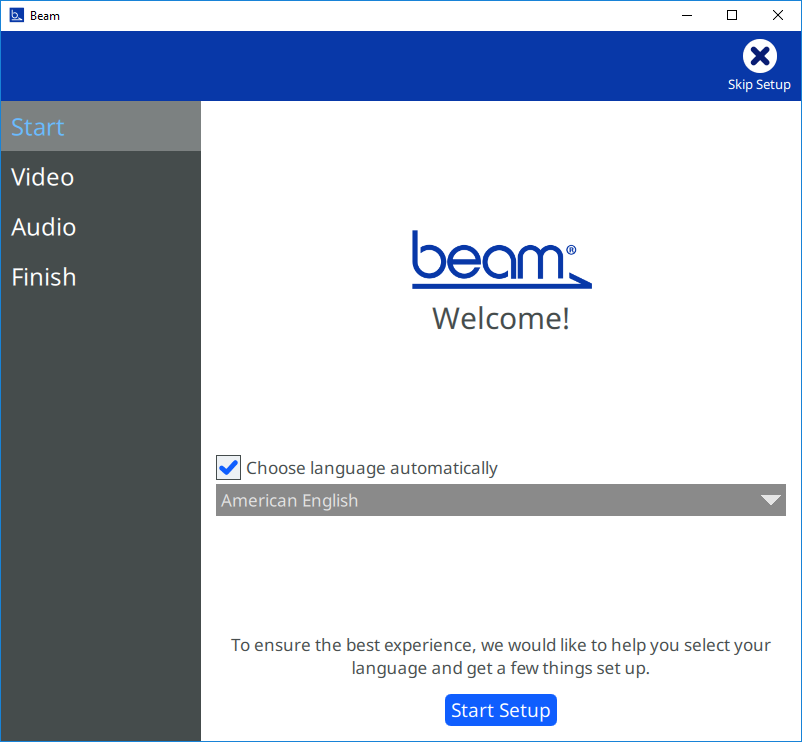 Beam
Skip Setup
Start
Video
Audio
Finish
beam®
Welcome!
Choose language automatically
American English
To ensure the best experience, we would like to help you select your
language and get a few things set up.
Start Setup